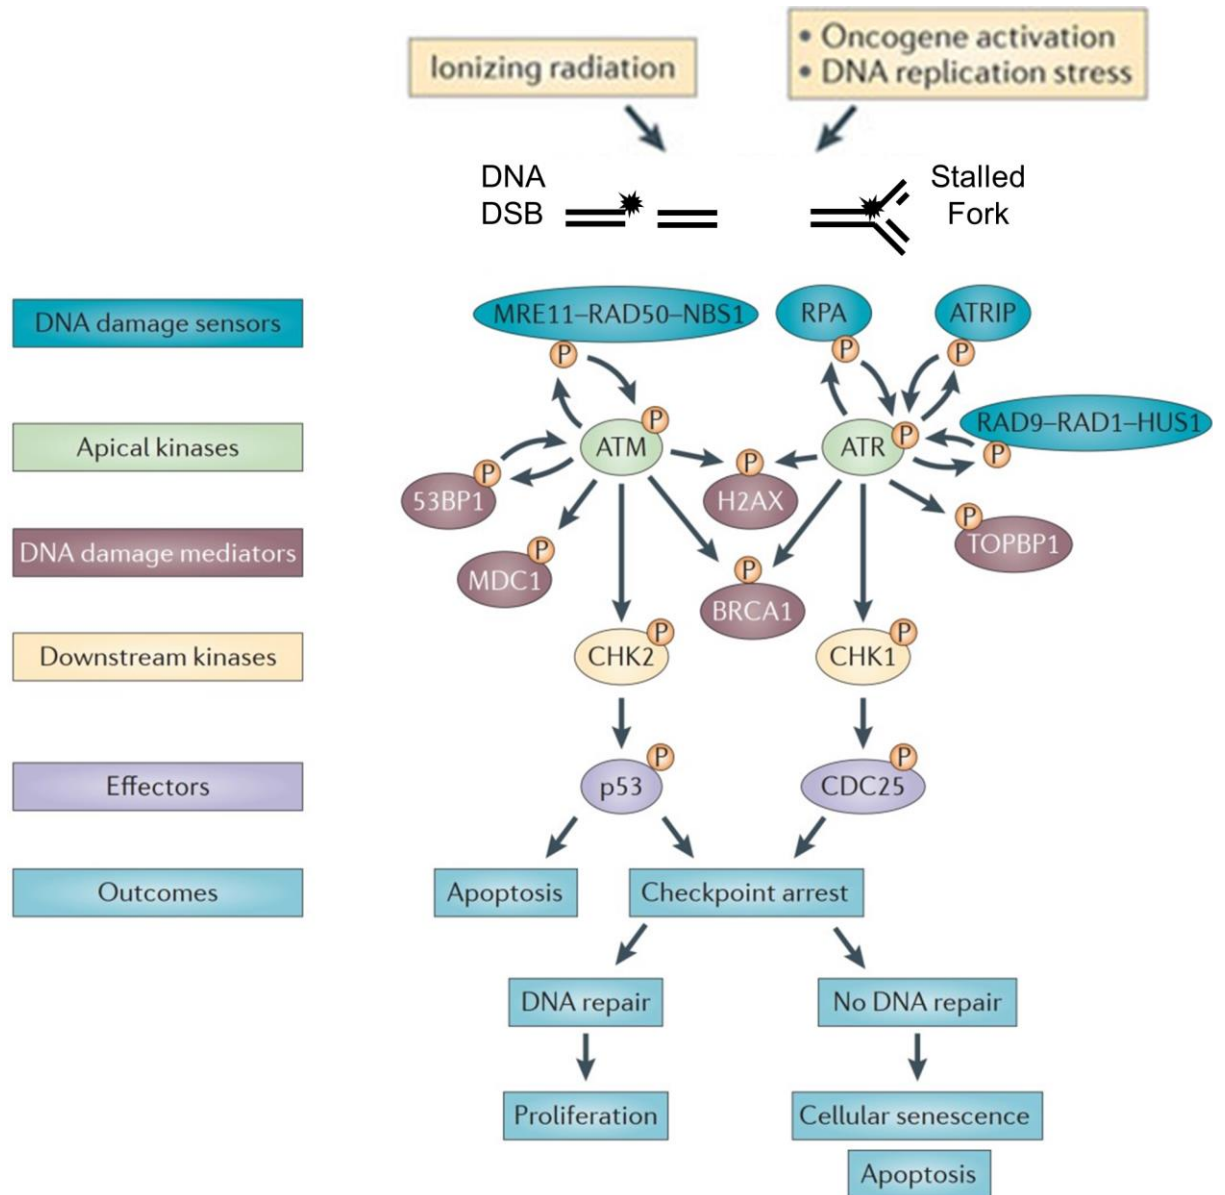 Ionizing radiation
• Oncogene activation
• DNA replication stress
DNA
DSB
Stalled
Fork
DNA damage sensors
MRE11–RAD50–NBS1
RPA
ATRIP
P
P
P
RAD9–RAD1–HUS1
P
Apical kinases
ATM
P
ATR
P
53BP1
P
H2AX
P
DNA damage mediators
MDC1
P
BRCA1
P
TOPBP1
P
Downstream kinases
CHK2
P
CHK1
P
Effectors
p53
P
CDC25
P
Outcomes
Apoptosis
Checkpoint arrest
DNA repair
No DNA repair
Proliferation
Cellular senescence
Apoptosis